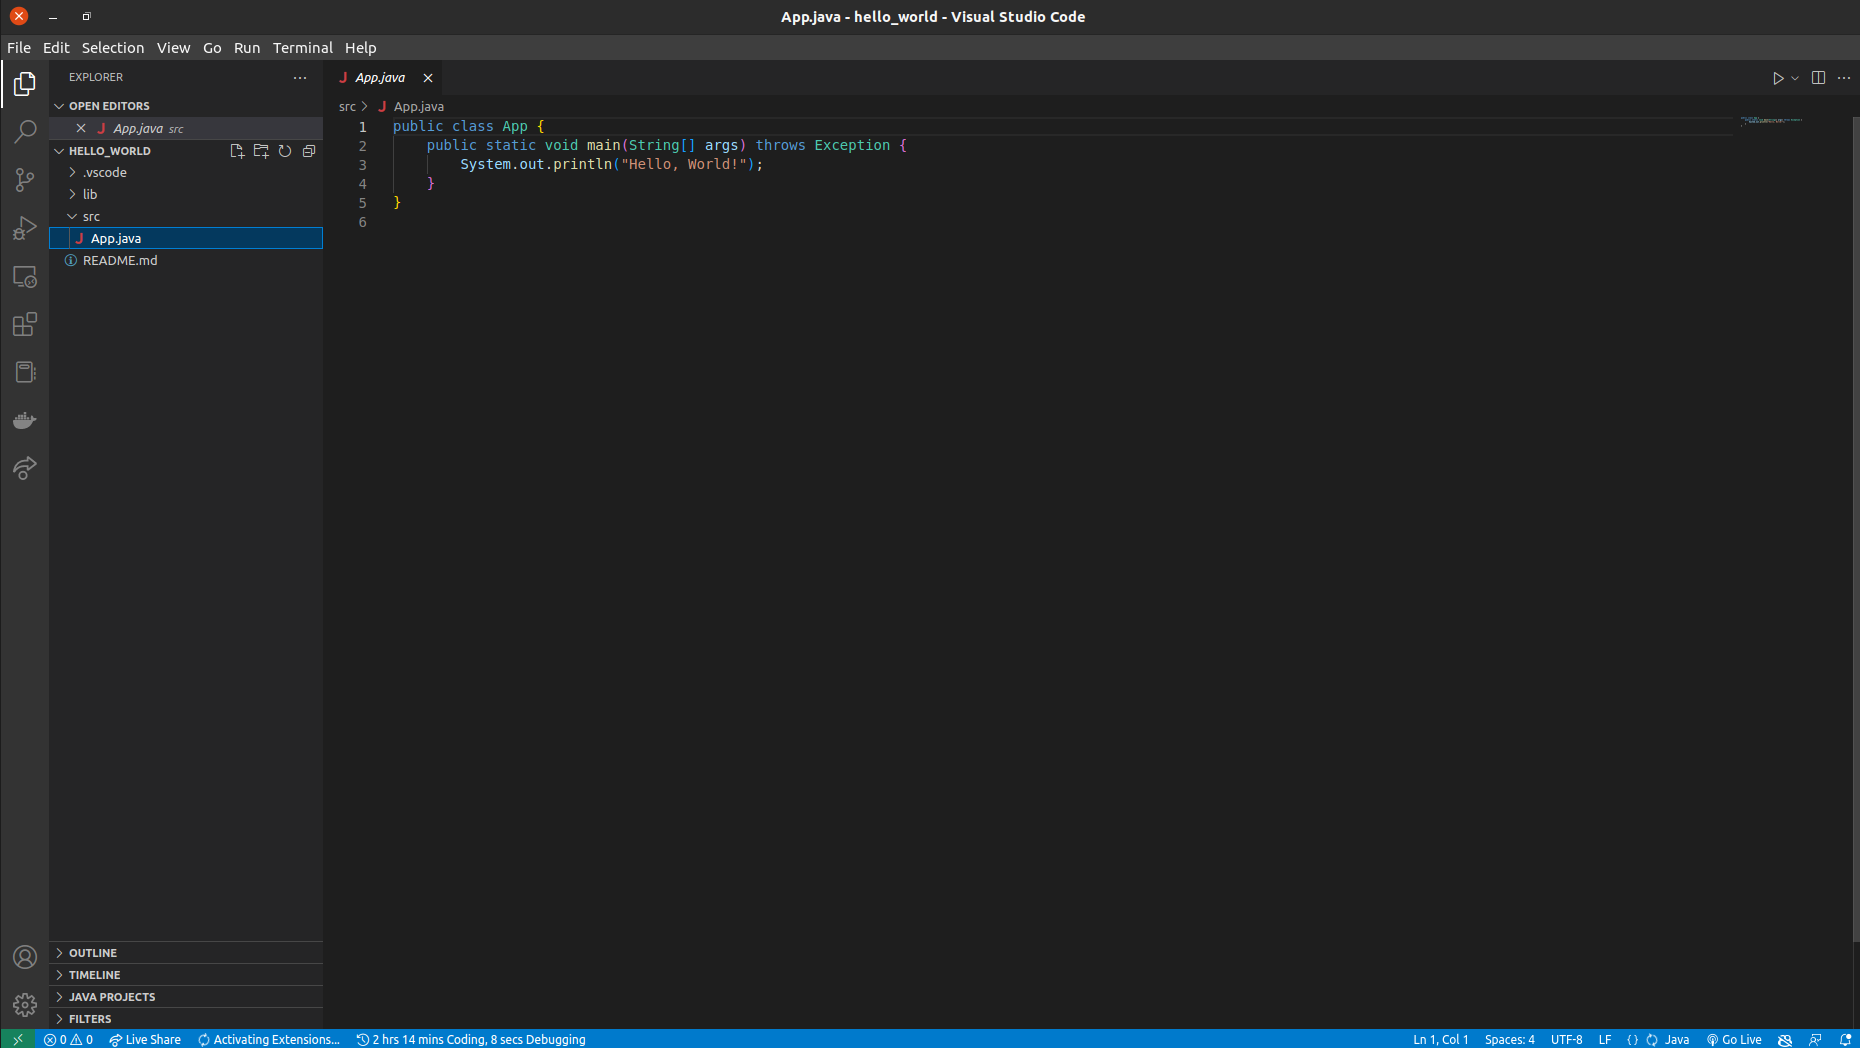 App.java - hello_world - Visual Studio Code
File Edit Selection View Go Run Terminal Help
EXPLORER
OPEN EDITORS
App.java src
HELLO_WORLD
.vscode
lib
src
App.java
README.md
OUTLINE
TIMELINE
JAVA PROJECTS
FILTERS
App.java
src > App.java
1 public class App {
2 public static void main(String[] args) throws Exception {
3 System.out.println("Hello, World!");
4 }
5 }
6
0 0 Live Share Activating Extensions... 2 hrs 14 mins Coding, 8 secs Debugging Ln 1, Col 1 Spaces: 4 UTF-8 LF {} Java Go Live